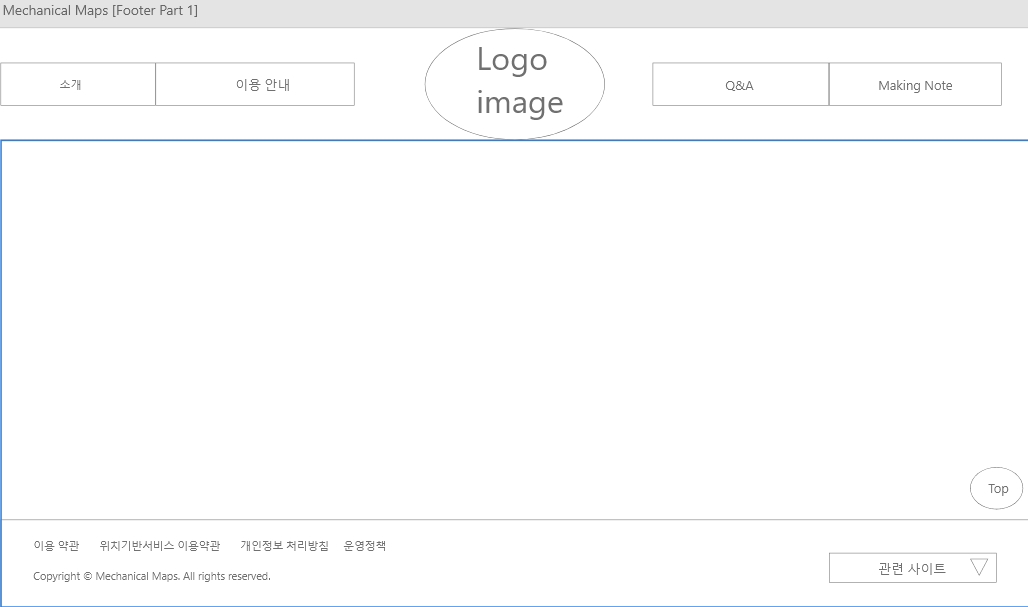 Mechanical Maps [Footer Part 1]
소개
이용 안내
Logo
image
Q&A
Making Note
Top
이용 약관 위치기반서비스 이용약관 개인정보 처리방침 운영정책
Copyright © Mechanical Maps. All rights reserved.
관련 사이트